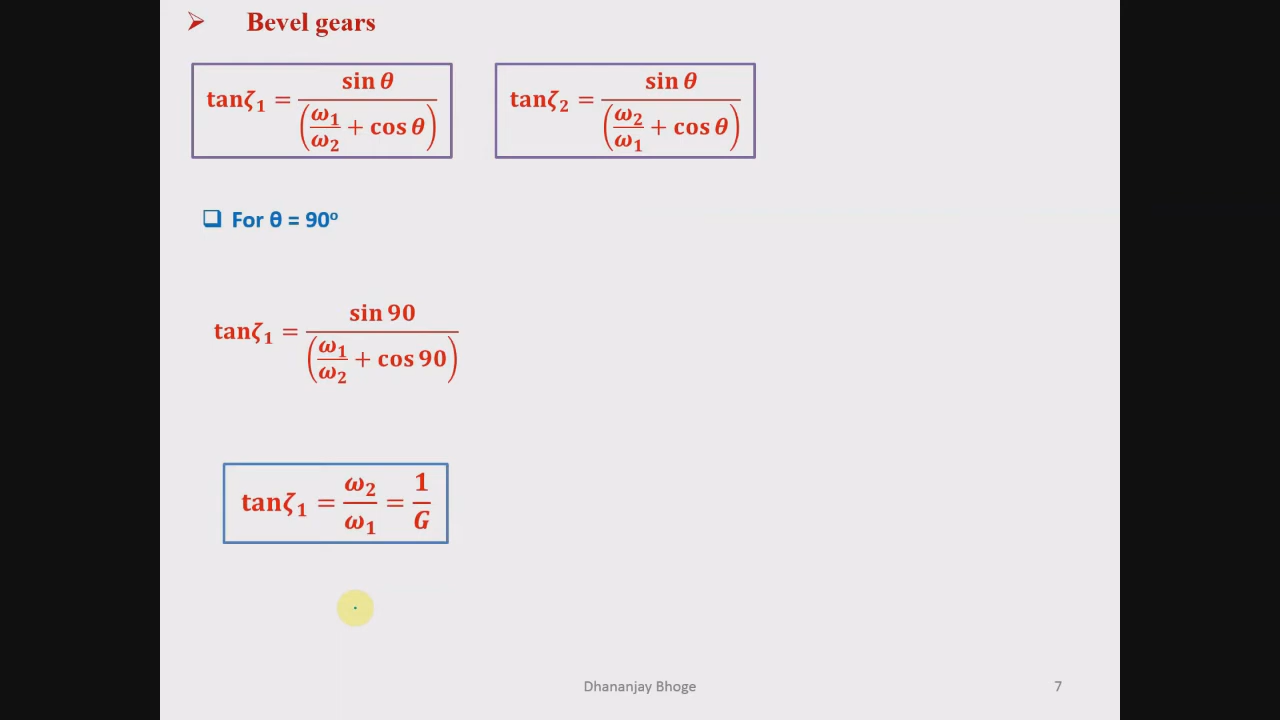 ➢ Bevel gears
tanζ₁ = sin θ / (ω₁/ω₂ + cos θ)
tanζ₂ = sin θ / (ω₂/ω₁ + cos θ)
❑ For θ = 90º
tanζ₁ = sin 90 / (ω₁/ω₂ + cos 90)
tanζ₁ = ω₂/ω₁ = 1/G
Dhananjay Bhoge
7